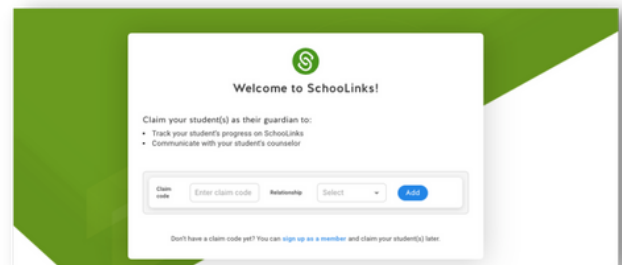 Welcome to SchooLinks!
Claim your student(s) as their guardian to:
• Track your student's progress on SchooLinks
• Communicate with your student's counselor
Claim code Enter claim code Relationship Select Add
Don't have a claim code yet? You can sign up as a member and claim your student(s) later.